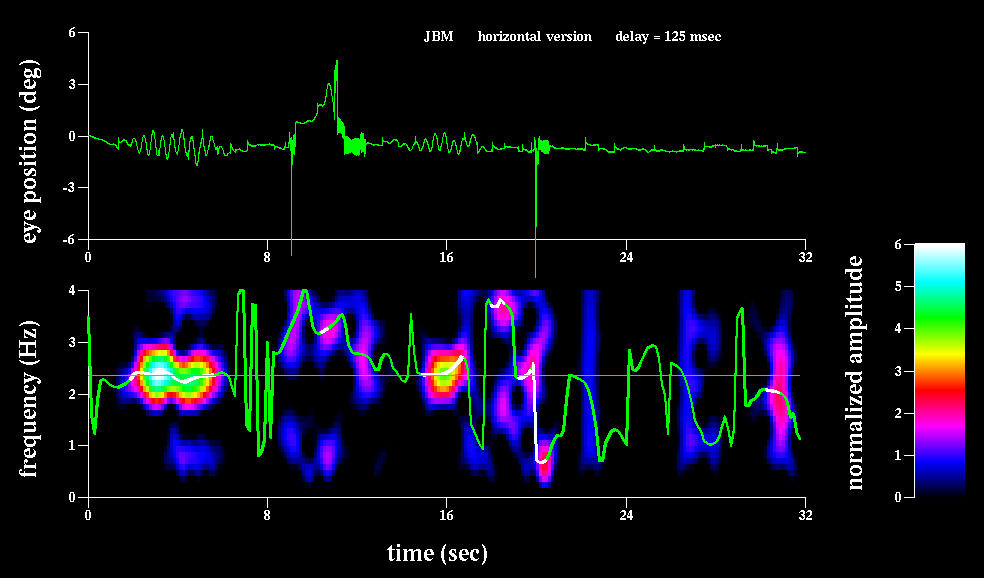 JBM horizontal version delay = 125 msec
eye position (deg)
6
3
0
-3
-6
0 8 16 24 32
frequency (Hz)
4
3
2
1
0
0 8 16 24 32
time (sec)
normalized amplitude
6
5
4
3
2
1
0